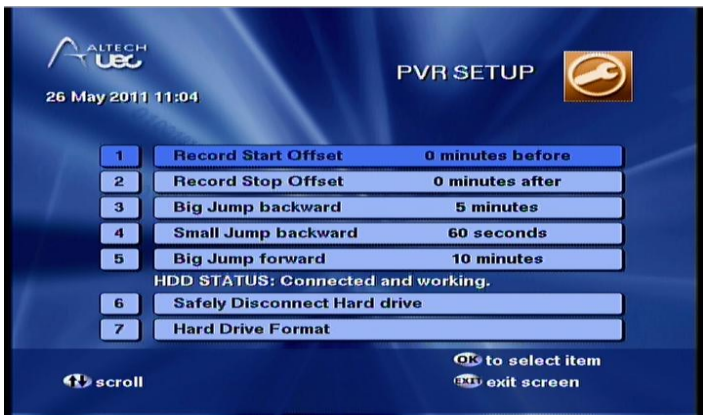 ALTECH
UEC
PVR SETUP
26 May 2011 11:04
1 Record Start Offset 0 minutes before
2 Record Stop Offset 0 minutes after
3 Big Jump backward 5 minutes
4 Small Jump backward 60 seconds
5 Big Jump forward 10 minutes
HDD STATUS: Connected and working.
6 Safely Disconnect Hard drive
7 Hard Drive Format
OK to select item
scroll EXIT exit screen